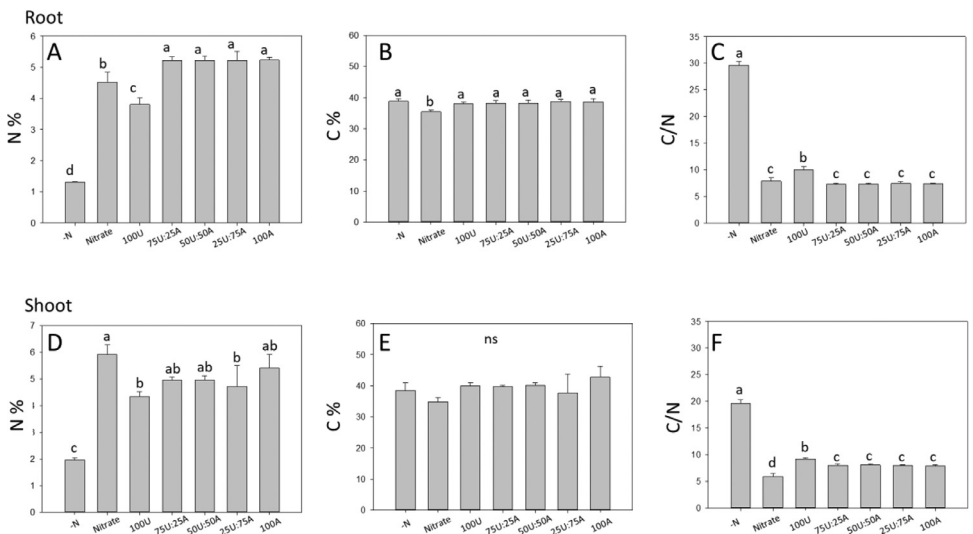 Root
A
N %
6
5
4
3
2
1
0
d
b
c
a
a
a
a
-N
Nitrate
100U
75U:25A
50U:50A
25U:75A
100A
B
C %
60
50
40
30
20
10
0
a
b
a
a
a
a
a
-N
Nitrate
100U
75U:25A
50U:50A
25U:75A
100A
C
C/N
35
30
25
20
15
10
5
0
a
c
b
c
c
c
c
-N
Nitrate
100U
75U:25A
50U:50A
25U:75A
100A
Shoot
D
N %
7
6
5
2
1
0
c
a
b
ab
ab
b
ab
-N
Nitrate
100U
75U:25A
50U:50A
25U:75A
100A
E
ns
C %
60
50
40
30
20
10
0
-N
Nitrate
100U
75U:25A
50U:50A
25U:75A
100A
F
C/N
35
30
25
20
15
10
5
0
a
d
b
c
c
c
c
-N
Nitrate
100U
75U:25A
50U:50A
25U:75A
100A